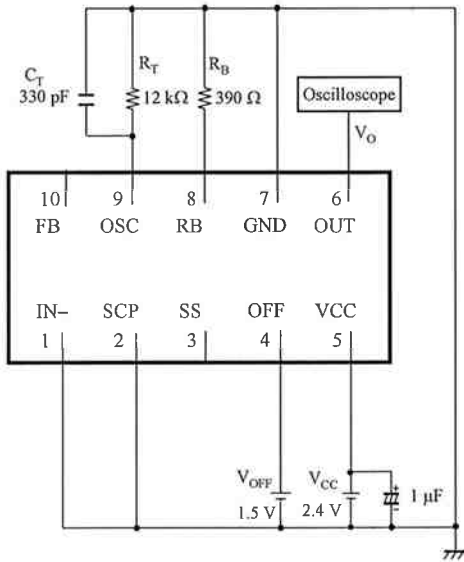 C_T
330 pF
R_T
12 kΩ
R_B
390 Ω
Oscilloscope
V_O
10 9 8 7 6
FB OSC RB GND OUT
IN– SCP SS OFF VCC
1 2 3 4 5
V_OFF
1.5 V
V_CC
2.4 V
+
1 µF